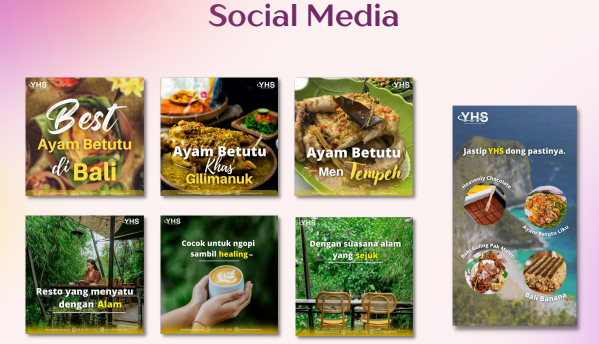 Social Media
YHS
Best
Ayam Betutu
di Bali
YHS
Ayam Betutu
Khas
Gilimanuk
YHS
Ayam Betutu
Men Tempeh
YHS
Resto yang menyatu
dengan Alam
YHS
Cocok untuk ngopi
sambil healing~
YHS
Dengan suasana alam
yang sejuk
YHS
Jastip YHS dong pastinya.
Heavenly Chocolate
Ayam Betutu Liku
Babi Guling Pak Malen
Bali Banana